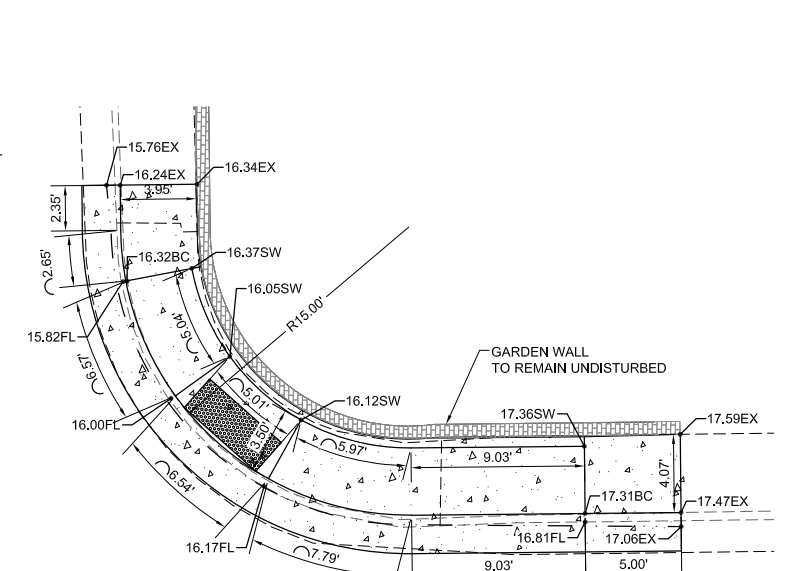 15.76EX
16.24EX
16.34EX
3.95'
2.35'
2.65'
16.32BC
16.37SW
16.05SW
5.04'
R15.00'
15.82FL
6.57'
GARDEN WALL
TO REMAIN UNDISTURBED
5.01'
16.12SW
17.36SW
17.59EX
16.00FL
3.50'
5.97'
9.03'
4.07'
6.54'
17.31BC
17.47EX
16.17FL
16.81FL
17.06EX
7.79'
9.03'
5.00'